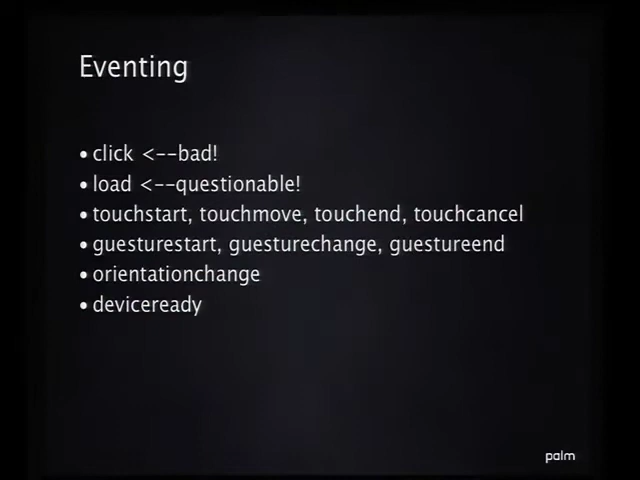 Eventing
• click <--bad!
• load <--questionable!
• touchstart, touchmove, touchend, touchcancel
• guesturestart, guesturechange, guestureend
• orientationchange
• deviceready
palm